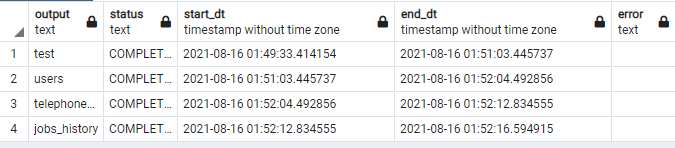 output status start_dt end_dt error
text text timestamp without time zone timestamp without time zone text
1 test COMPLET... 2021-08-16 01:49:33.414154 2021-08-16 01:51:03.445737
2 users COMPLET... 2021-08-16 01:51:03.445737 2021-08-16 01:52:04.492856
3 telephone... COMPLET... 2021-08-16 01:52:04.492856 2021-08-16 01:52:12.834555
4 jobs_history COMPLET... 2021-08-16 01:52:12.834555 2021-08-16 01:52:16.594915